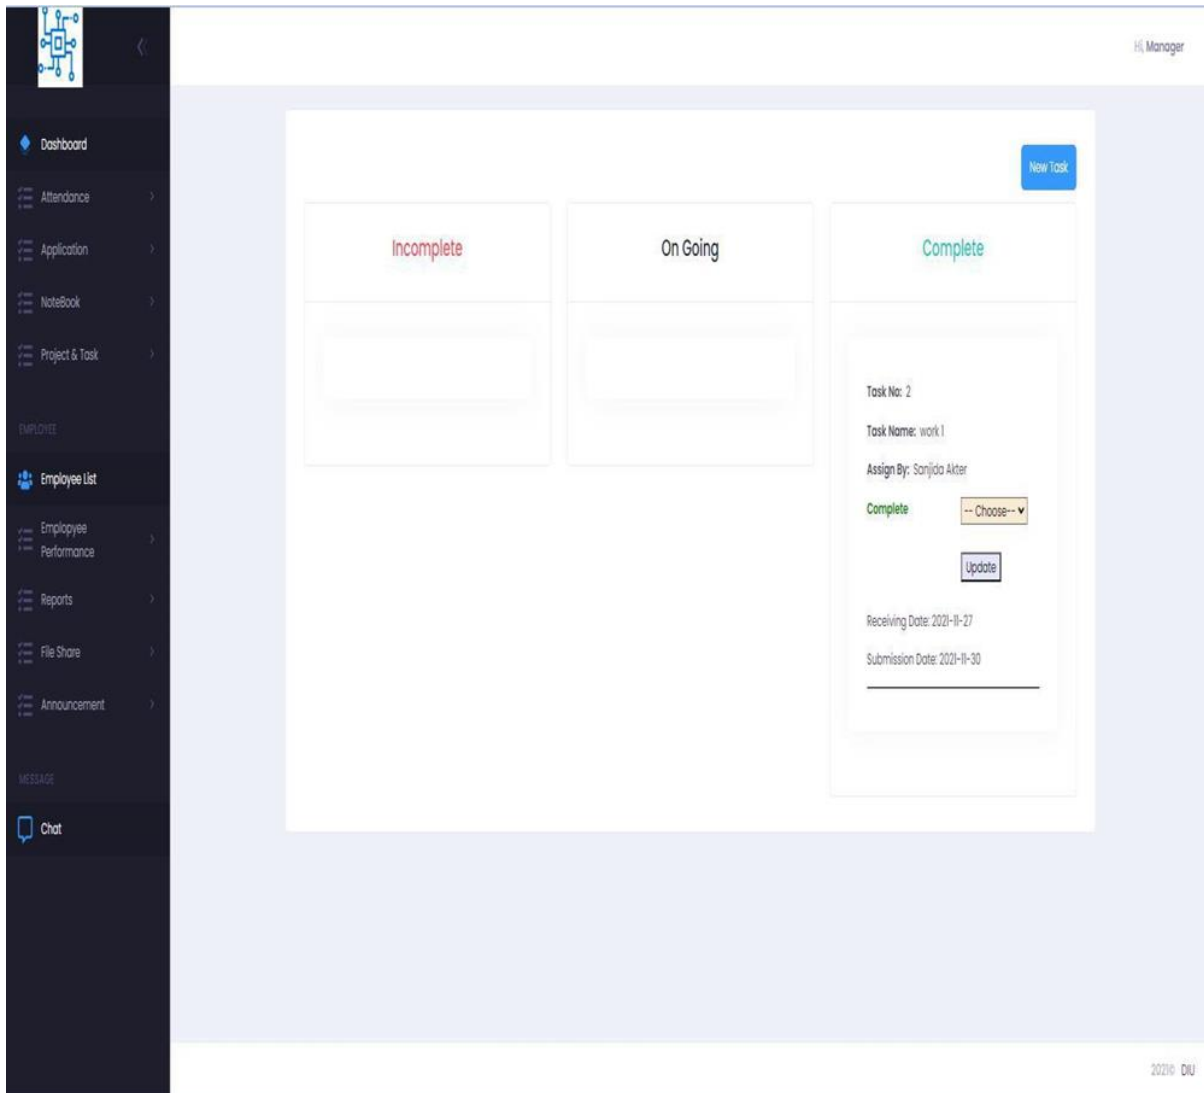 Hi, Manager
Dashboard
Attendance
Application
NoteBook
Project & Task
EMPLOYEE
Employee List
Emplopyee
Performance
Reports
File Share
Announcement
MESSAGE
Chat
New Task
Incomplete
On Going
Complete
Task No: 2
Task Name: work 1
Assign By: Sanjida Akter
Complete
-- Choose--
Update
Receiving Date: 2021-11-27
Submission Date: 2021-11-30
2021© DIU